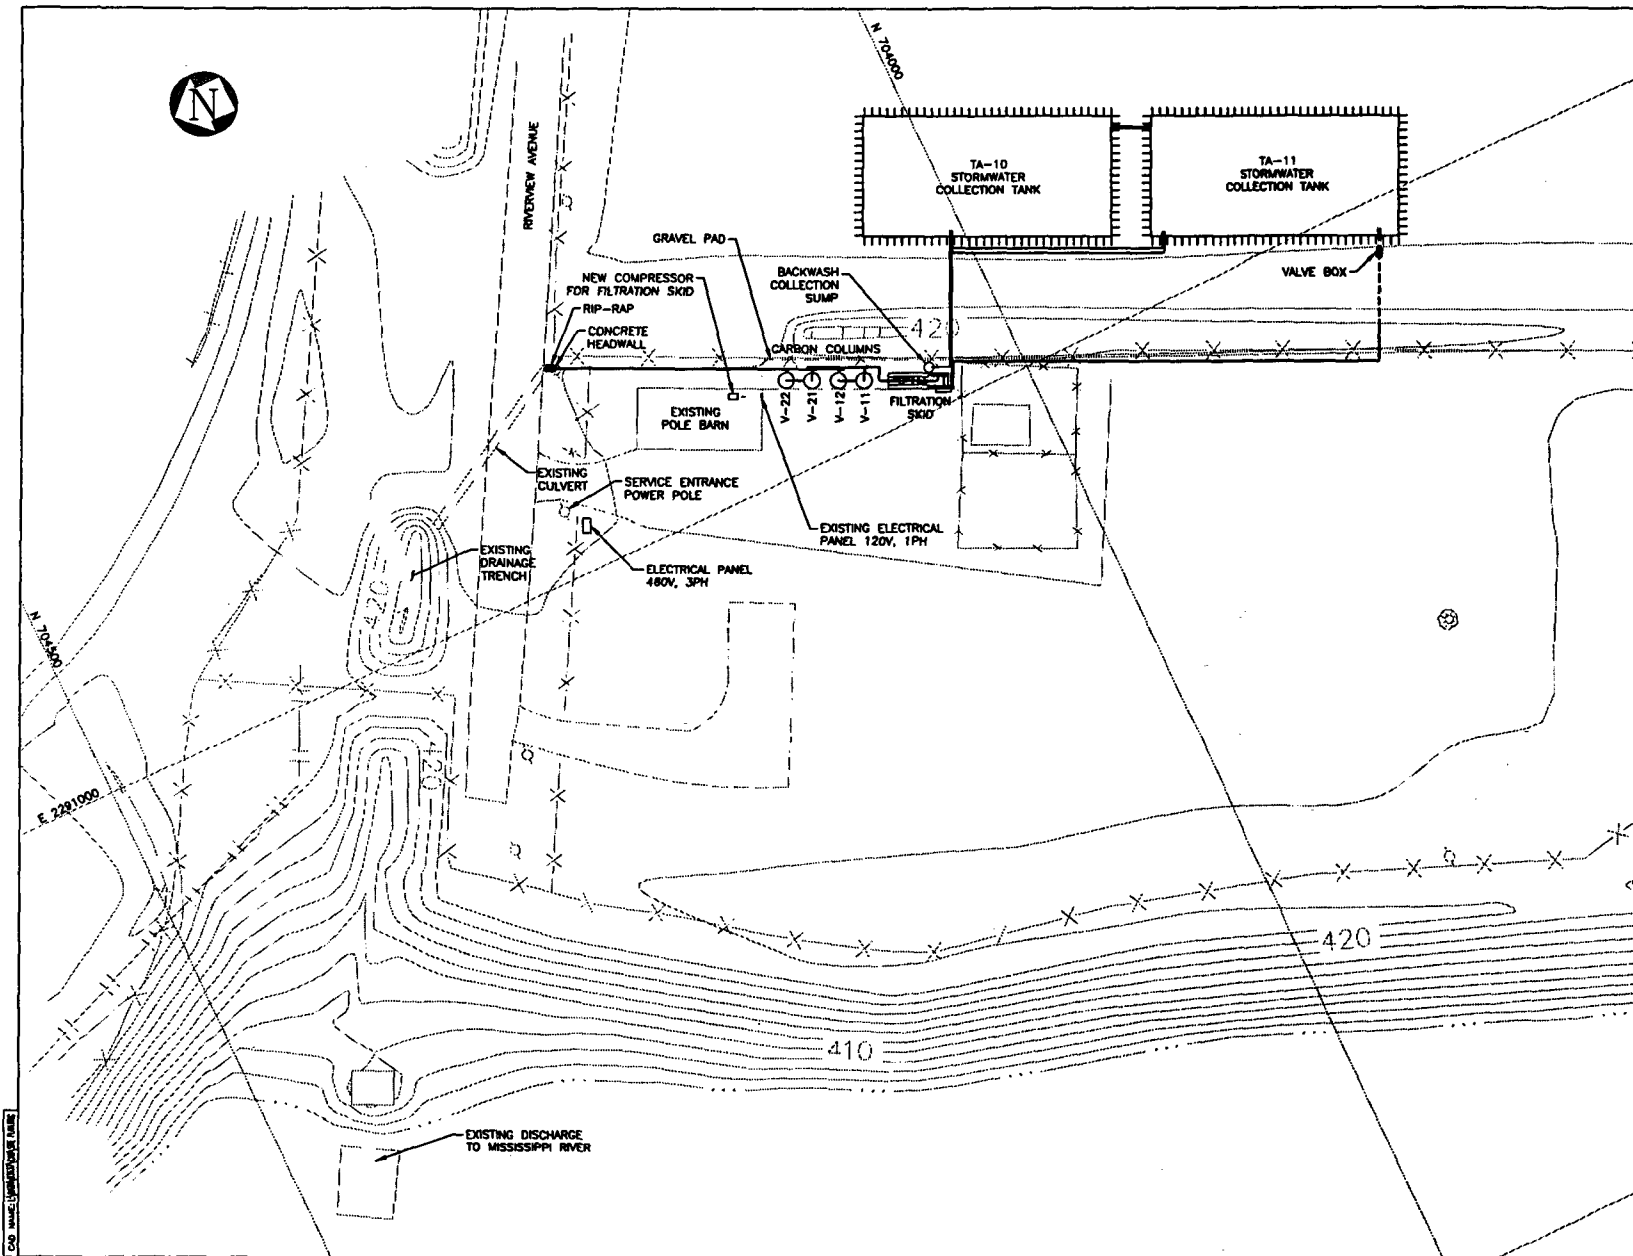 N
N 704000
RIVERVIEW AVENUE
TA-10
STORMWATER
COLLECTION TANK
TA-11
STORMWATER
COLLECTION TANK
GRAVEL PAD
BACKWASH
COLLECTION
SUMP
VALVE BOX
NEW COMPRESSOR
FOR FILTRATION SKID
RIP-RAP
CONCRETE
HEADWALL
420
CARBON COLUMNS
V-22
V-21
V-12
V-11
FILTRATION
SKID
EXISTING
POLE BARN
EXISTING
CULVERT
SERVICE ENTRANCE
POWER POLE
EXISTING ELECTRICAL
PANEL 120V, 1PH
EXISTING
DRAINAGE
TRENCH
ELECTRICAL PANEL
480V, 3PH
420
N 704500
420
E 2291000
420
410
EXISTING DISCHARGE
TO MISSISSIPPI RIVER
CAD NAME: